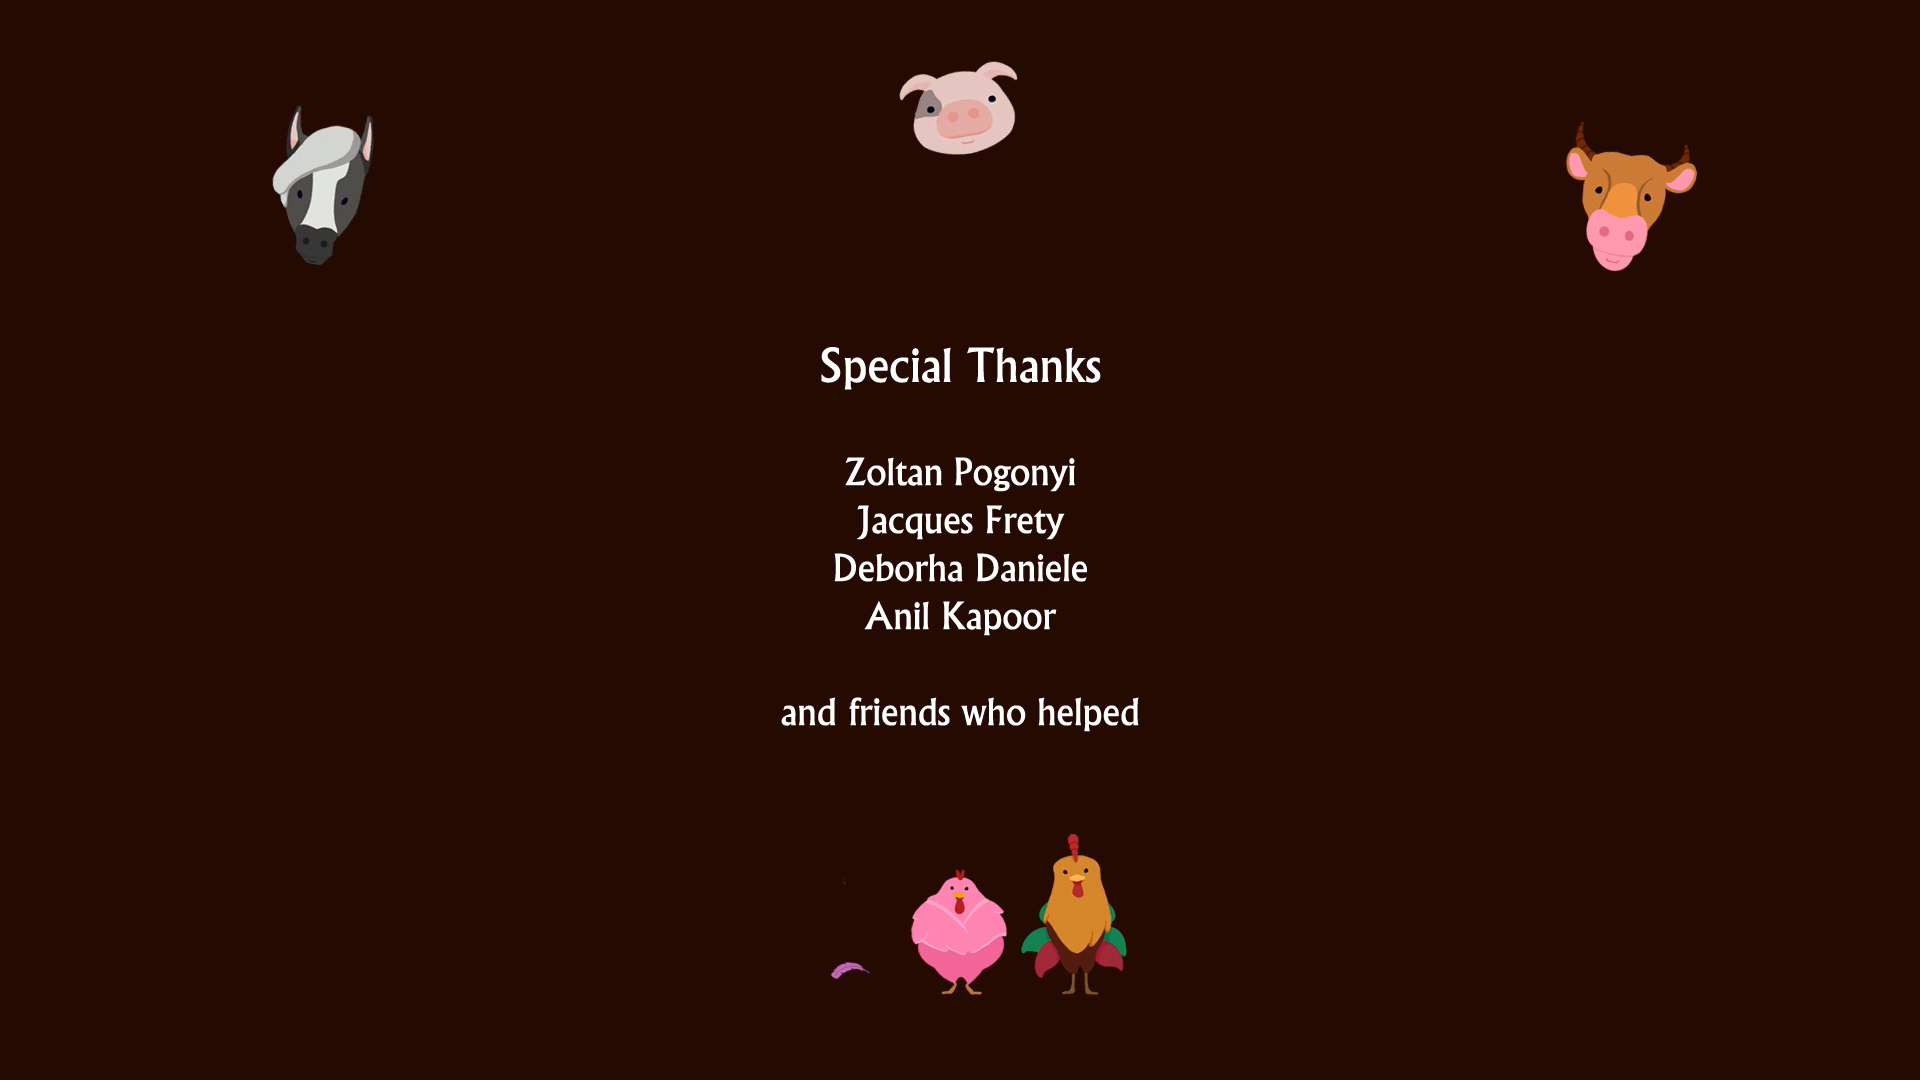 Special Thanks
Zoltan Pogonyi
Jacques Frety
Deborha Daniele
Anil Kapoor
and friends who helped